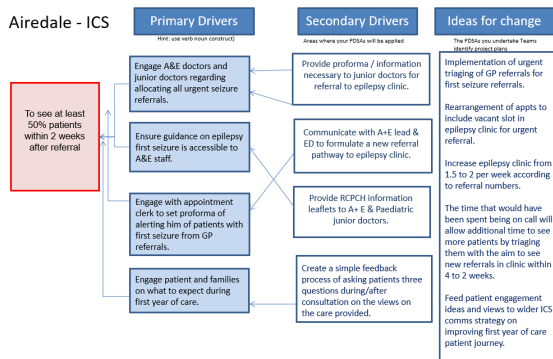 Airedale - ICS
Primary Drivers
Hint: use verb noun construct)
Secondary Drivers
Areas where your PDSAs will be applied
Ideas for change
The PDSAs you undertake Teams
identify project plans
To see at least
50% patients
within 2 weeks
after referral
Engage A&E doctors and
junior doctors regarding
allocating all urgent seizure
referrals.
Ensure guidance on epilepsy
first seizure is accessible to
A&E staff.
Engage with appointment
clerk to set proforma of
alerting him of patients with
first seizure from GP
referrals.
Engage patient and families
on what to expect during
first year of care.
Provide proforma / information
necessary to junior doctors for
referral to epilepsy clinic.
Communicate with A+E lead &
ED to formulate a new referral
pathway to epilepsy clinic.
Provide RCPCH information
leaflets to A+ E & Paediatric
junior doctors.
Create a simple feedback
process of asking patients three
questions during/after
consultation on the views on
the care provided.
Implementation of urgent
triaging of GP referrals for
first seizure referrals.
Rearrangement of appts to
include vacant slot in
epilepsy clinic for urgent
referral.
Increase epilepsy clinic from
1.5 to 2 per week according
to referral numbers.
The time that would have
been spent being on call will
allow additional time to see
more patients by triaging
them with the aim to see
new referrals in clinic within
4 to 2 weeks.
Feed patient engagement
ideas and views to wider ICS
comms strategy on
improving first year of care
patient journey.